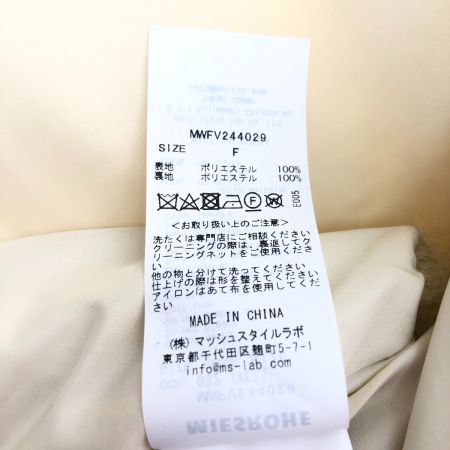 MWFV244029
SIZE F
表地 ポリエステル 100%
裏地 ポリエステル 100%
E005
<お取り扱い上のご注意>
洗たくは専門店にご相談ください
クリーニングの際は、裏返してク
リーニングネットをご使用くださ
い
他の物と分けて洗ってください
仕上げの際は形を整えてください
アイロンはあて布を使用してくだ
さい
MADE IN CHINA
(株) マッシュスタイルラボ
東京都千代田区麹町5-7-1
info@ms-lab.com
MWFV244029
MIESROHE